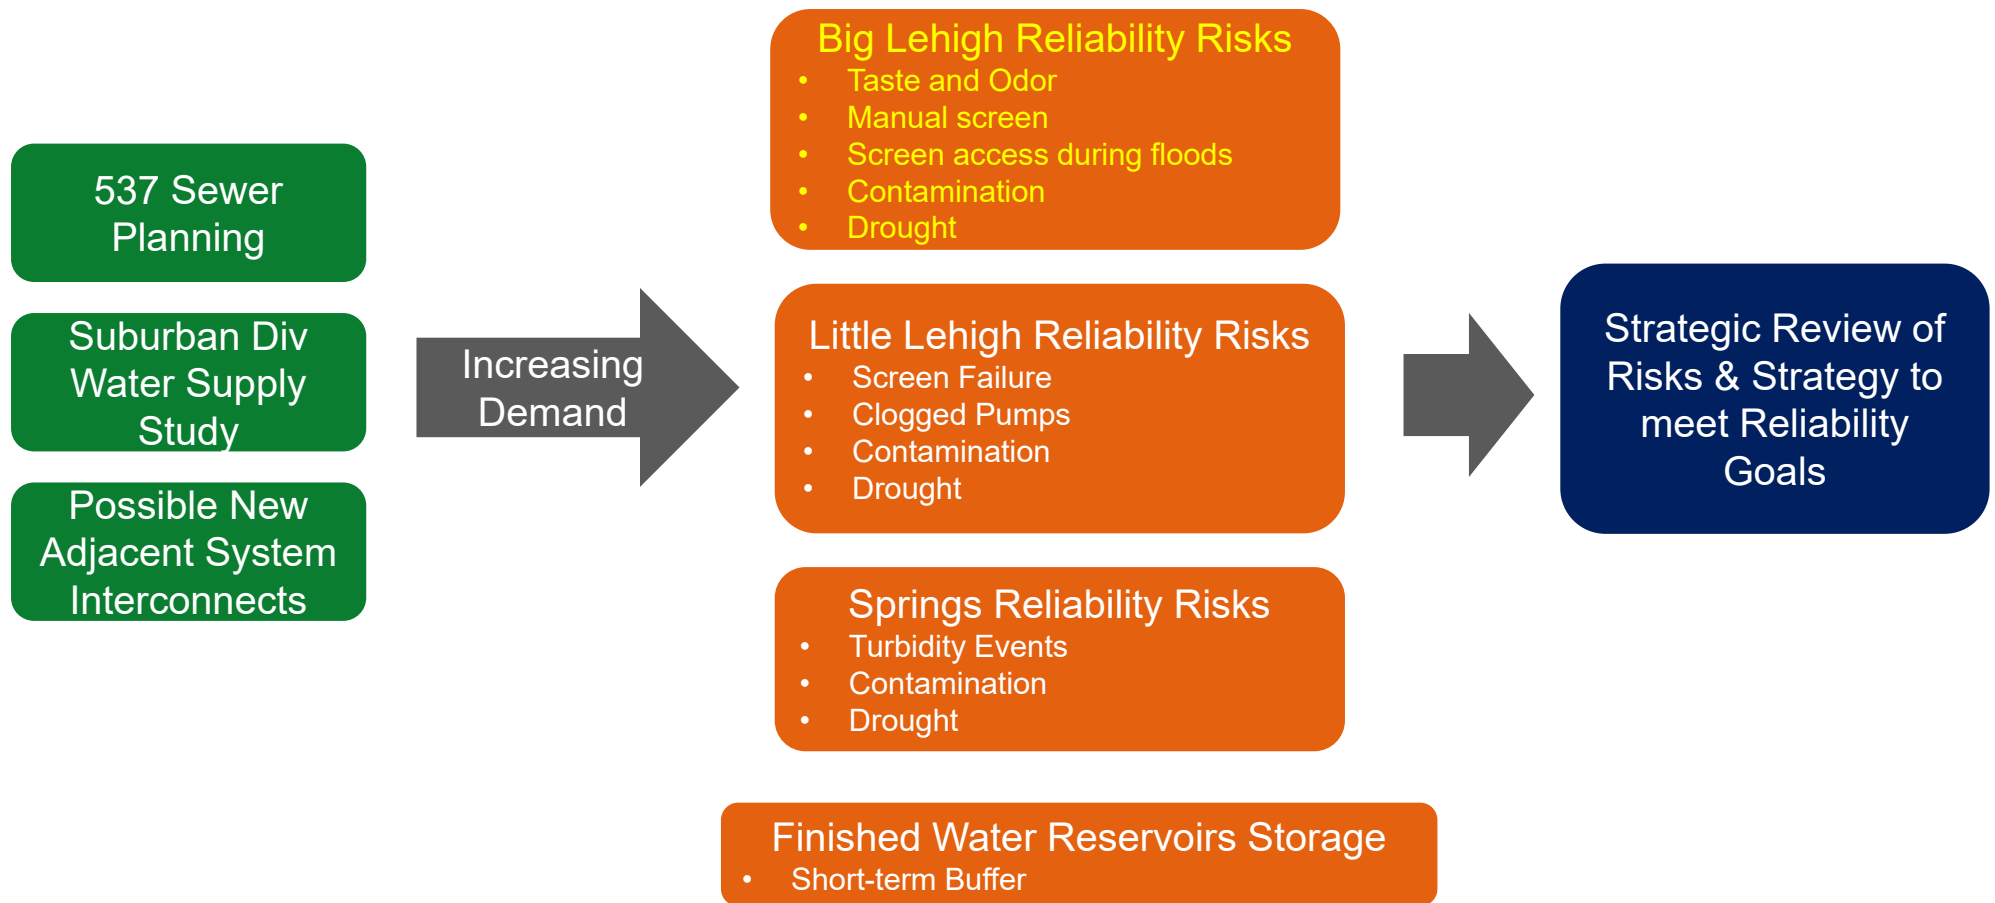 537 Sewer
Planning
Suburban Div
Water Supply
Study
Possible New
Adjacent System
Interconnects
Increasing
Demand
Big Lehigh Reliability Risks
• Taste and Odor
• Manual screen
• Screen access during floods
• Contamination
• Drought
Little Lehigh Reliability Risks
• Screen Failure
• Clogged Pumps
• Contamination
• Drought
Springs Reliability Risks
• Turbidity Events
• Contamination
• Drought
Finished Water Reservoirs Storage
• Short-term Buffer
Strategic Review of
Risks & Strategy to
meet Reliability
Goals